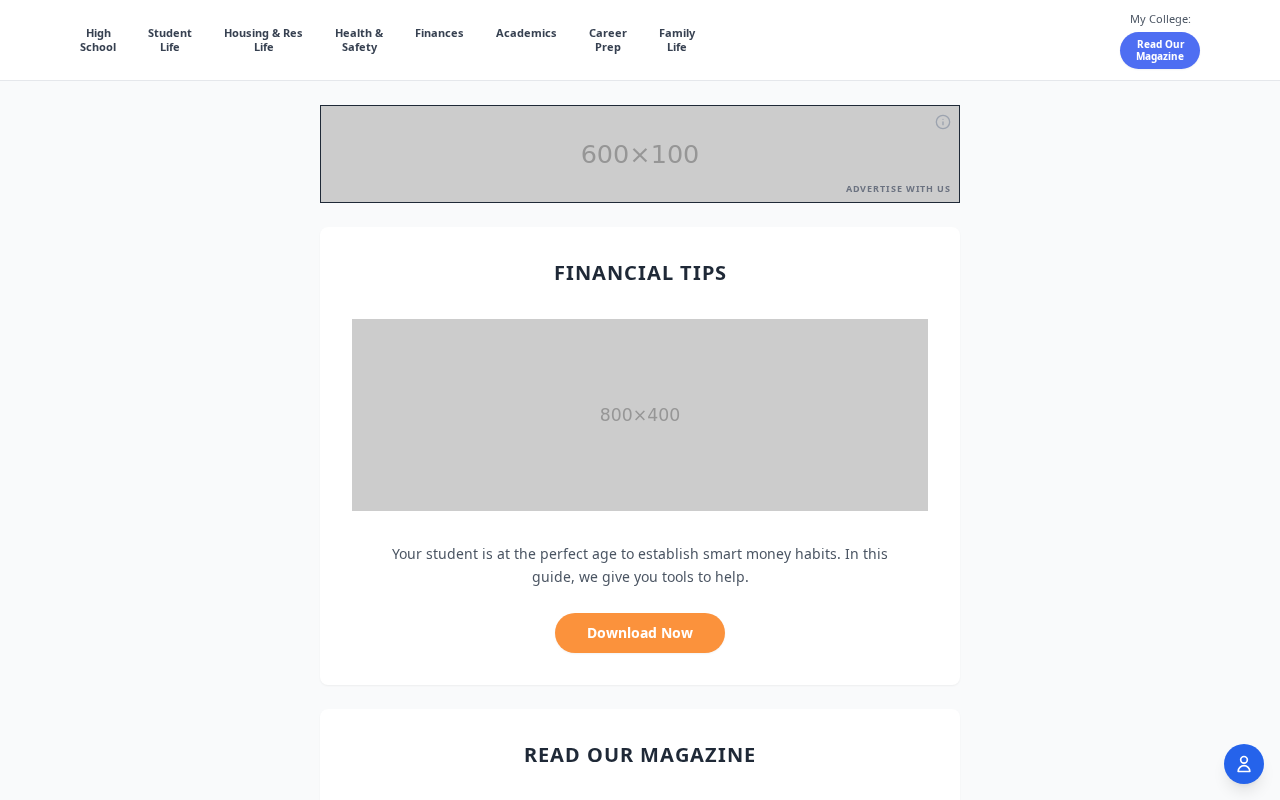 High
School
Student
Life
Housing & Res
Life
Health &
Safety
Finances
Academics
Career
Prep
Family
Life
My College:
Read Our
Magazine
600×100
ADVERTISE WITH US
FINANCIAL TIPS
800×400
Your student is at the perfect age to establish smart money habits. In this
guide, we give you tools to help.
Download Now
READ OUR MAGAZINE